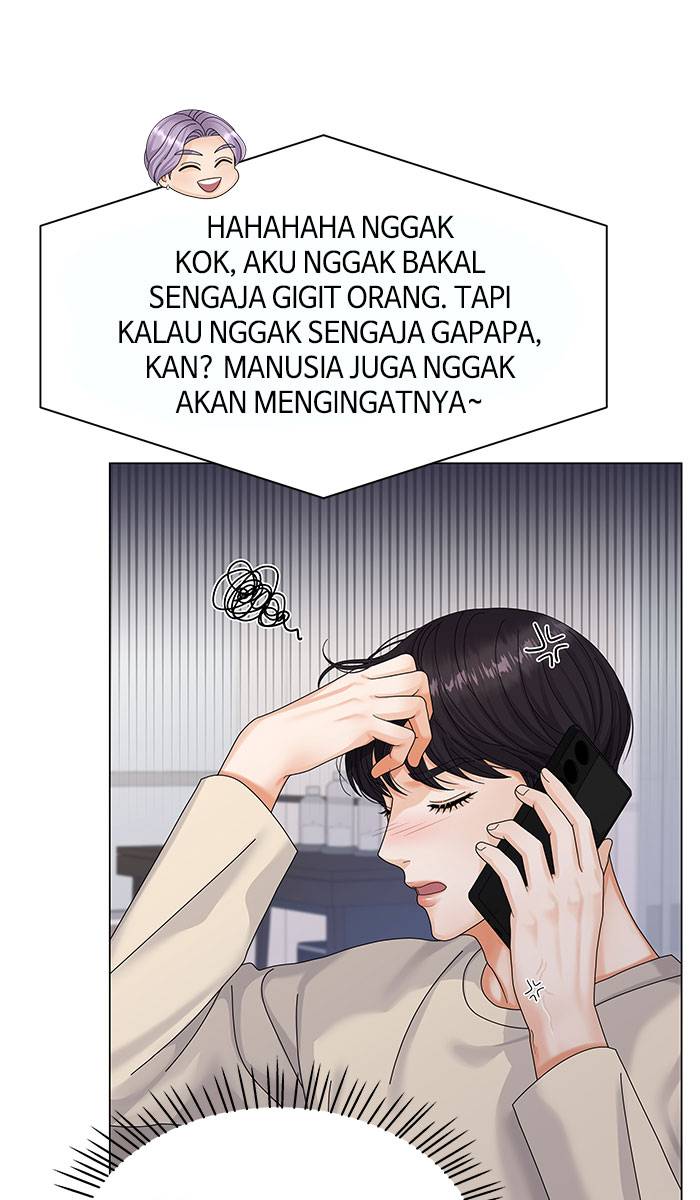 HAHAHAHA NGGAK
KOK, AKU NGGAK BAKAL
SENGAJA GIGIT ORANG. TAPI
KALAU NGGAK SENGAJA GAPAPA,
KAN? MANUSIA JUGA NGGAK
AKAN MENGINGATNYA~